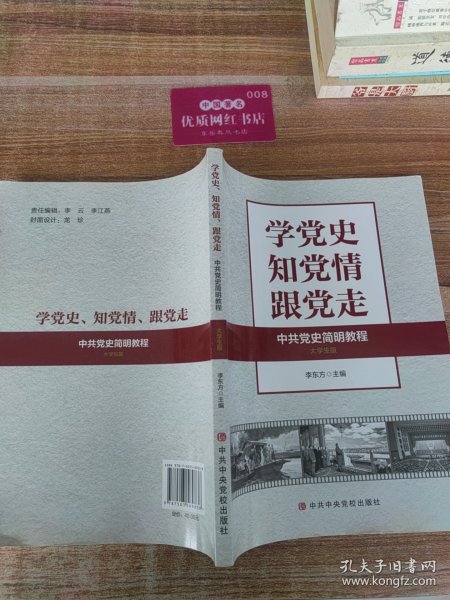 008
中国著名
优质网红书店
学党史
知党情
跟党走
中共党史简明教程
大学生版
李东方 主编
中共中央党校出版社
学党史、知党情、跟党走
中共党史简明教程
大学生版
李东方 主编
中共中央党校出版社
责任编辑：李 云 李江燕
封面设计：龙 珍
学党史、知党情、跟党走
中共党史简明教程
大学生版
孔夫子旧书网
www.kongfz.com